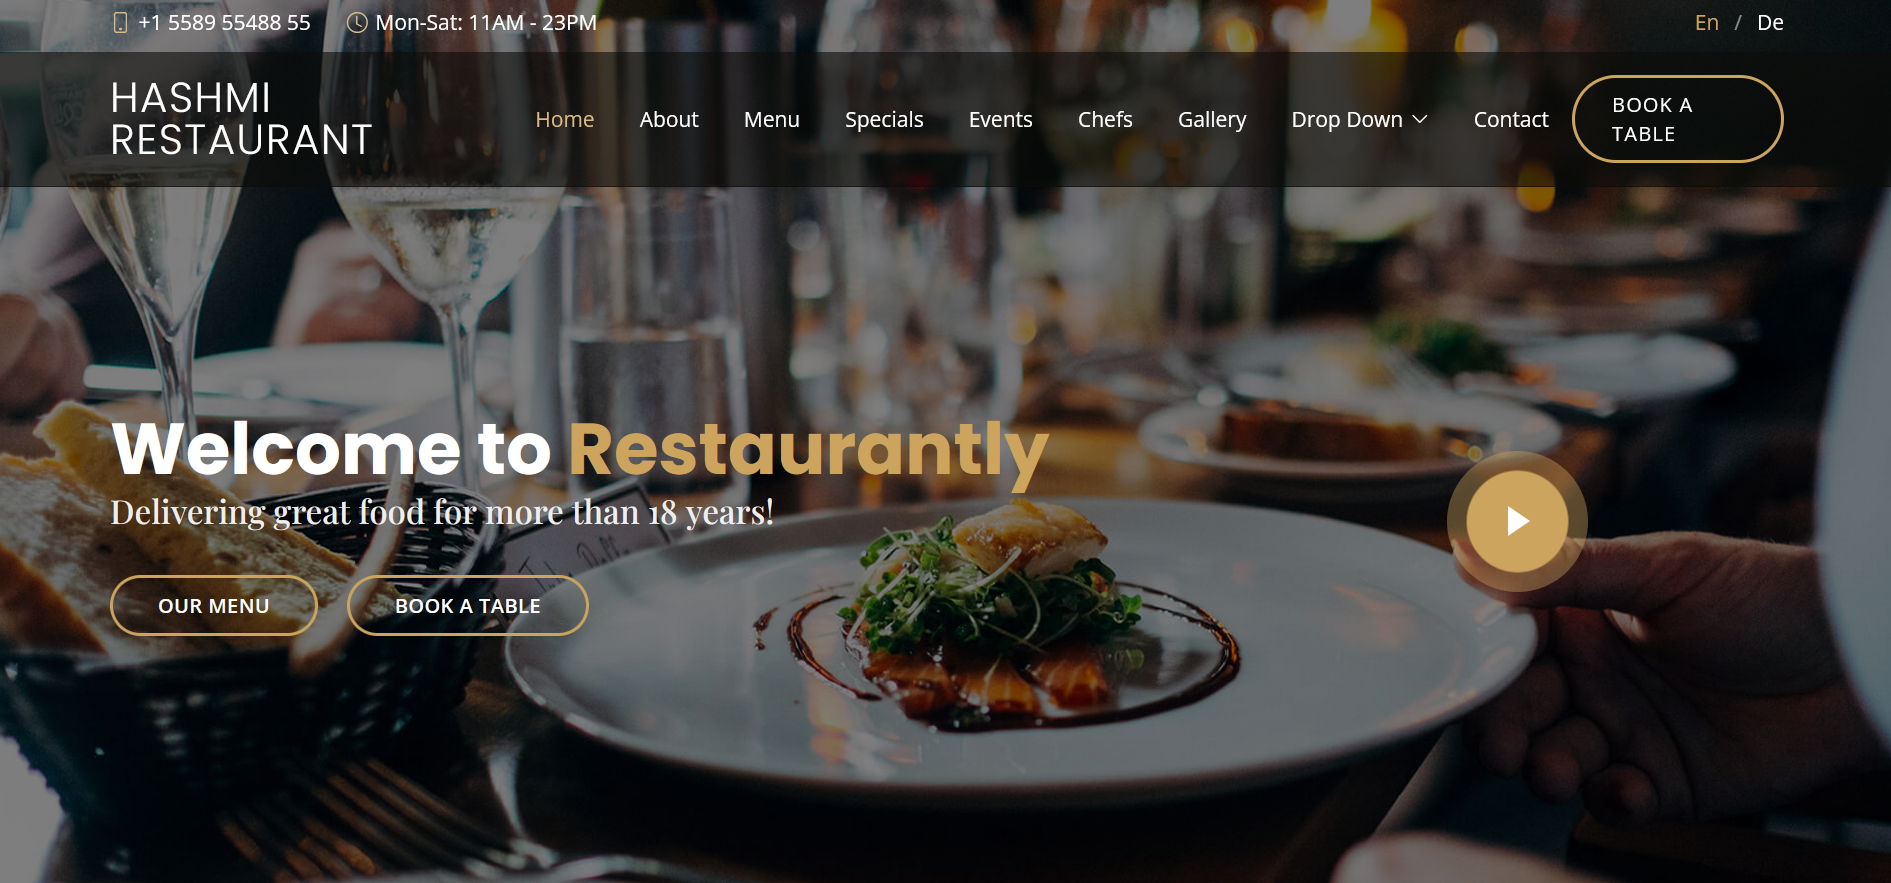 +1 5589 55488 55 Mon-Sat: 11AM - 23PM En / De
HASHMI
RESTAURANT
Home About Menu Specials Events Chefs Gallery Drop Down Contact
BOOK A
TABLE
Welcome to Restaurantly
Delivering great food for more than 18 years!
OUR MENU BOOK A TABLE